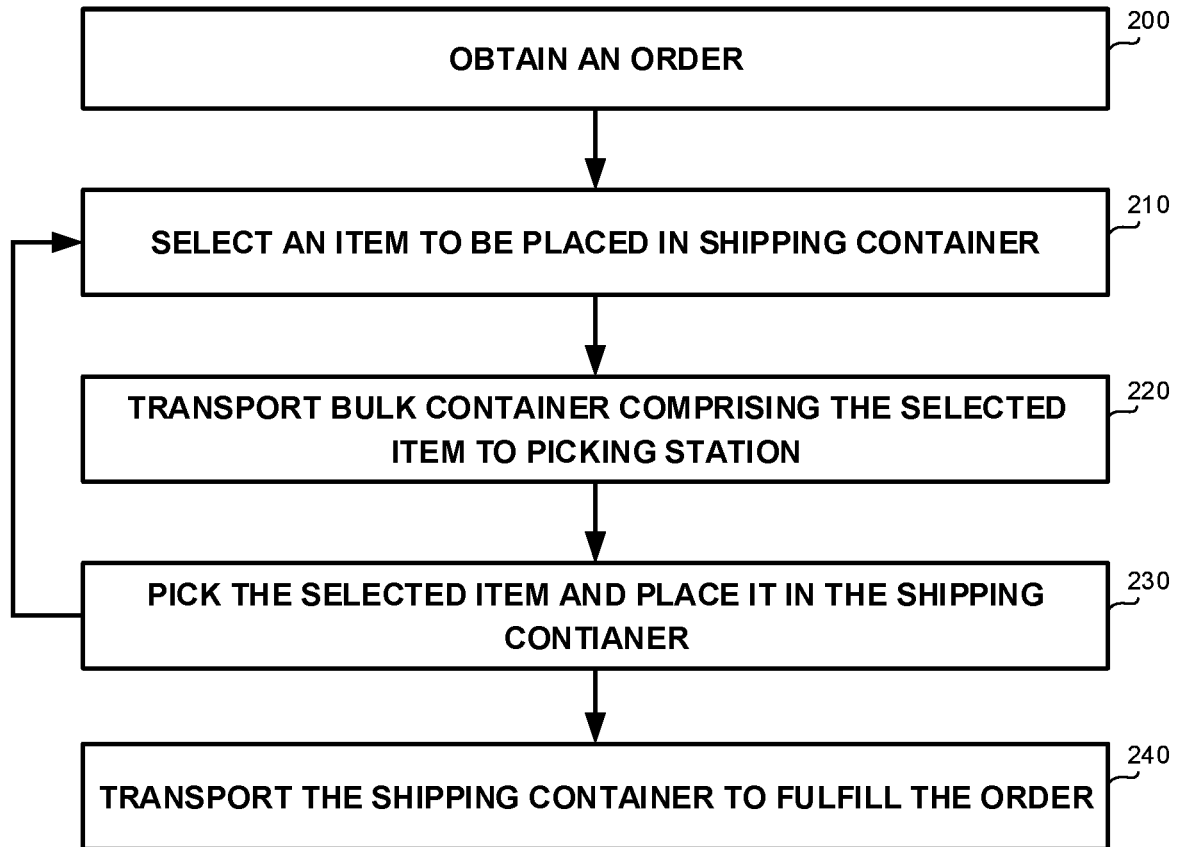 200
OBTAIN AN ORDER
210
SELECT AN ITEM TO BE PLACED IN SHIPPING CONTAINER
220
TRANSPORT BULK CONTAINER COMPRISING THE SELECTED
ITEM TO PICKING STATION
230
PICK THE SELECTED ITEM AND PLACE IT IN THE SHIPPING
CONTIANER
240
TRANSPORT THE SHIPPING CONTAINER TO FULFILL THE ORDER